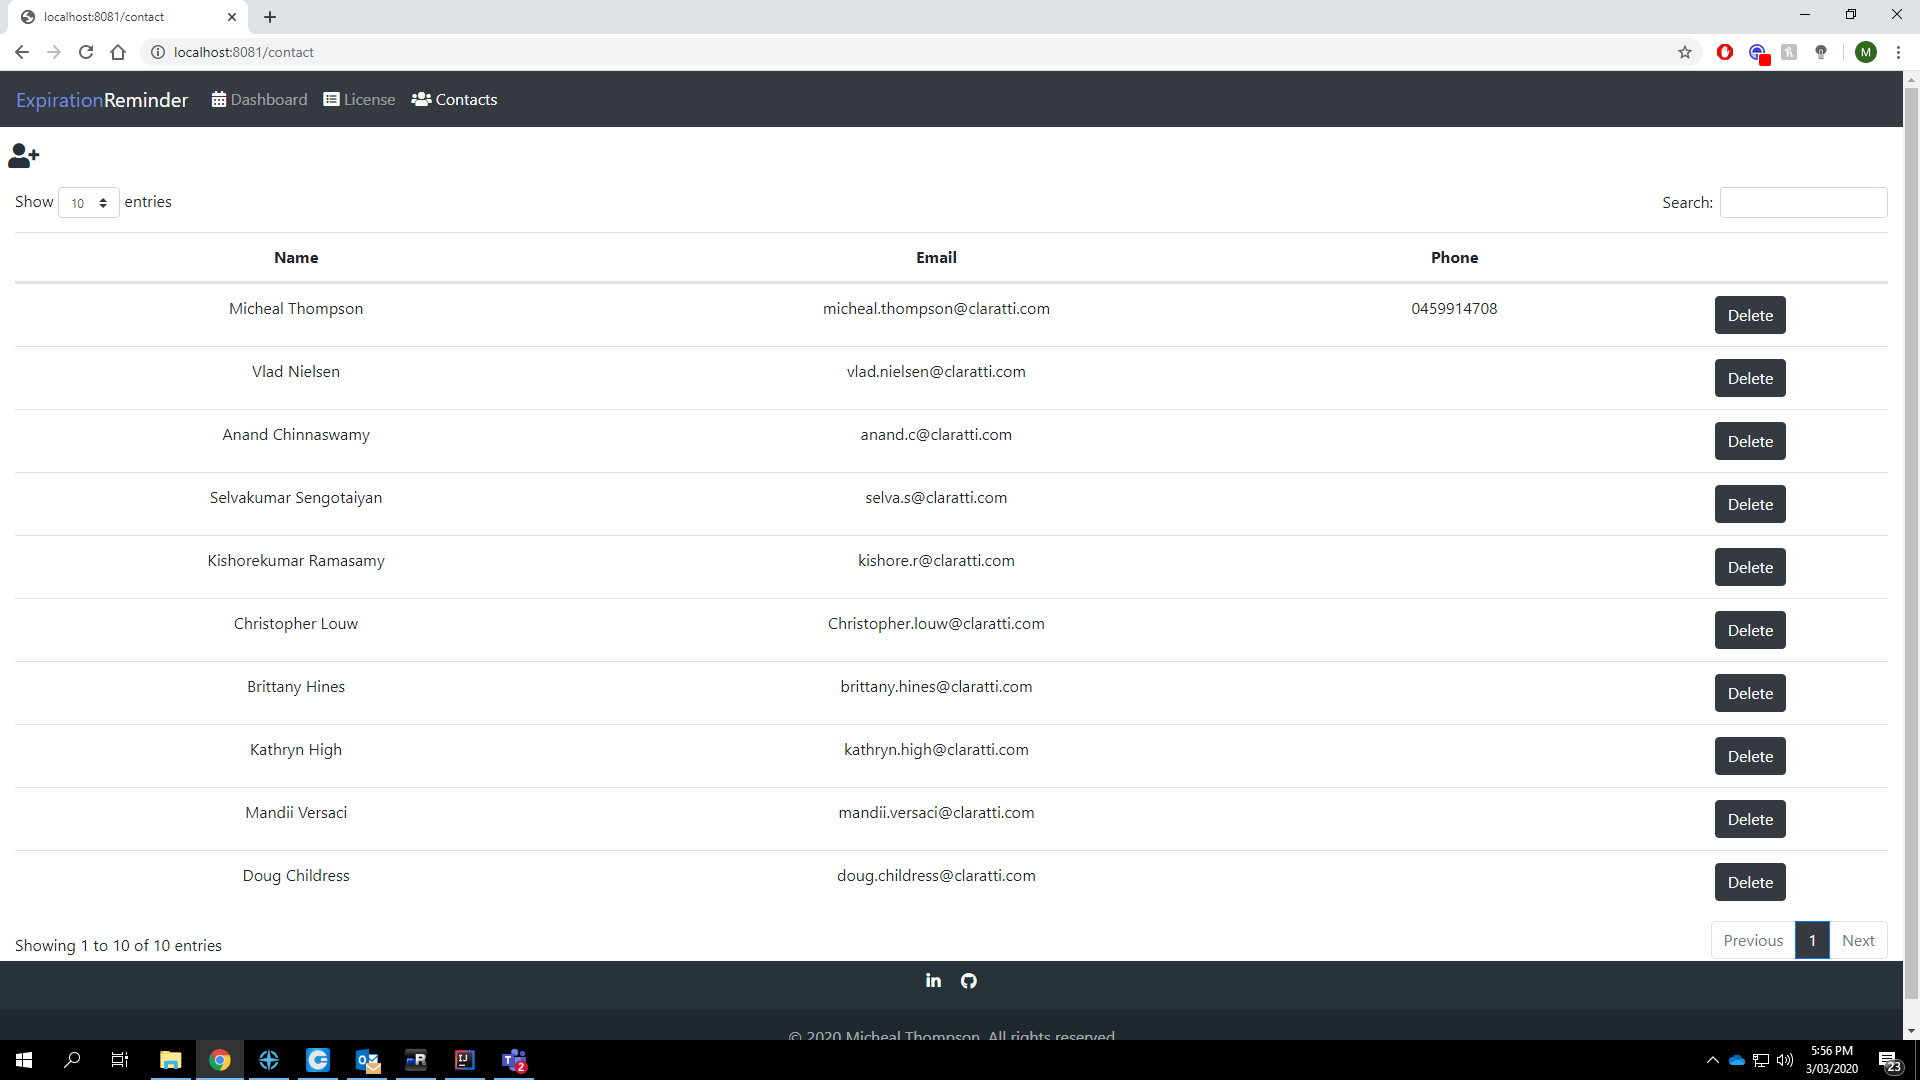 localhost:8081/contact
localhost:8081/contact
M
ExpirationReminder Dashboard License Contacts
Show 10 entries Search:
Name Email Phone
Micheal Thompson micheal.thompson@claratti.com 0459914708 Delete
Vlad Nielsen vlad.nielsen@claratti.com Delete
Anand Chinnaswamy anand.c@claratti.com Delete
Selvakumar Sengotaiyan selva.s@claratti.com Delete
Kishorekumar Ramasamy kishore.r@claratti.com Delete
Christopher Louw Christopher.louw@claratti.com Delete
Brittany Hines brittany.hines@claratti.com Delete
Kathryn High kathryn.high@claratti.com Delete
Mandii Versaci mandii.versaci@claratti.com Delete
Doug Childress doug.childress@claratti.com Delete
Showing 1 to 10 of 10 entries Previous 1 Next
in
© 2020 Micheal Thompson. All rights reserved
mR IJ T 2
5:56 PM
3/03/2020
23